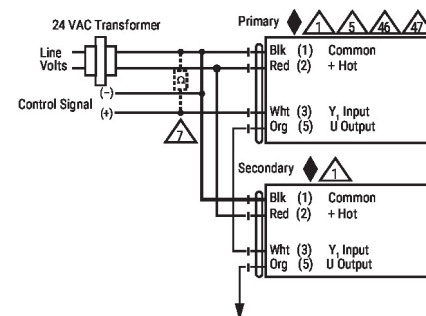 24 VAC Transformer
Primary 1 5 46 47
Line
Volts
Blk (1) Common
Red (2) + Hot
Ω
(–)
Control Signal
(+)
Wht (3) Y, Input
Org (5) U Output
7
Secondary 1
Blk (1) Common
Red (2) + Hot
Wht (3) Y, Input
Org (5) U Output